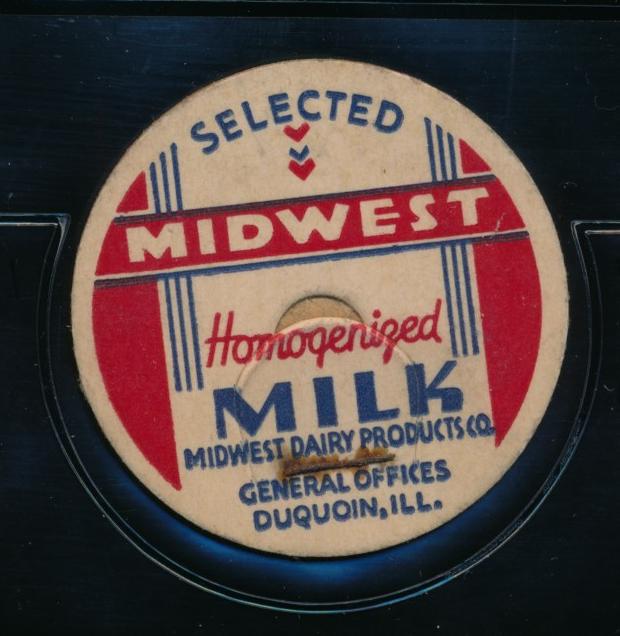 SELECTED
MIDWEST
Homogenized
MILK
MIDWEST DAIRY PRODUCTS CO.
GENERAL OFFICES
DUQUOIN, ILL.